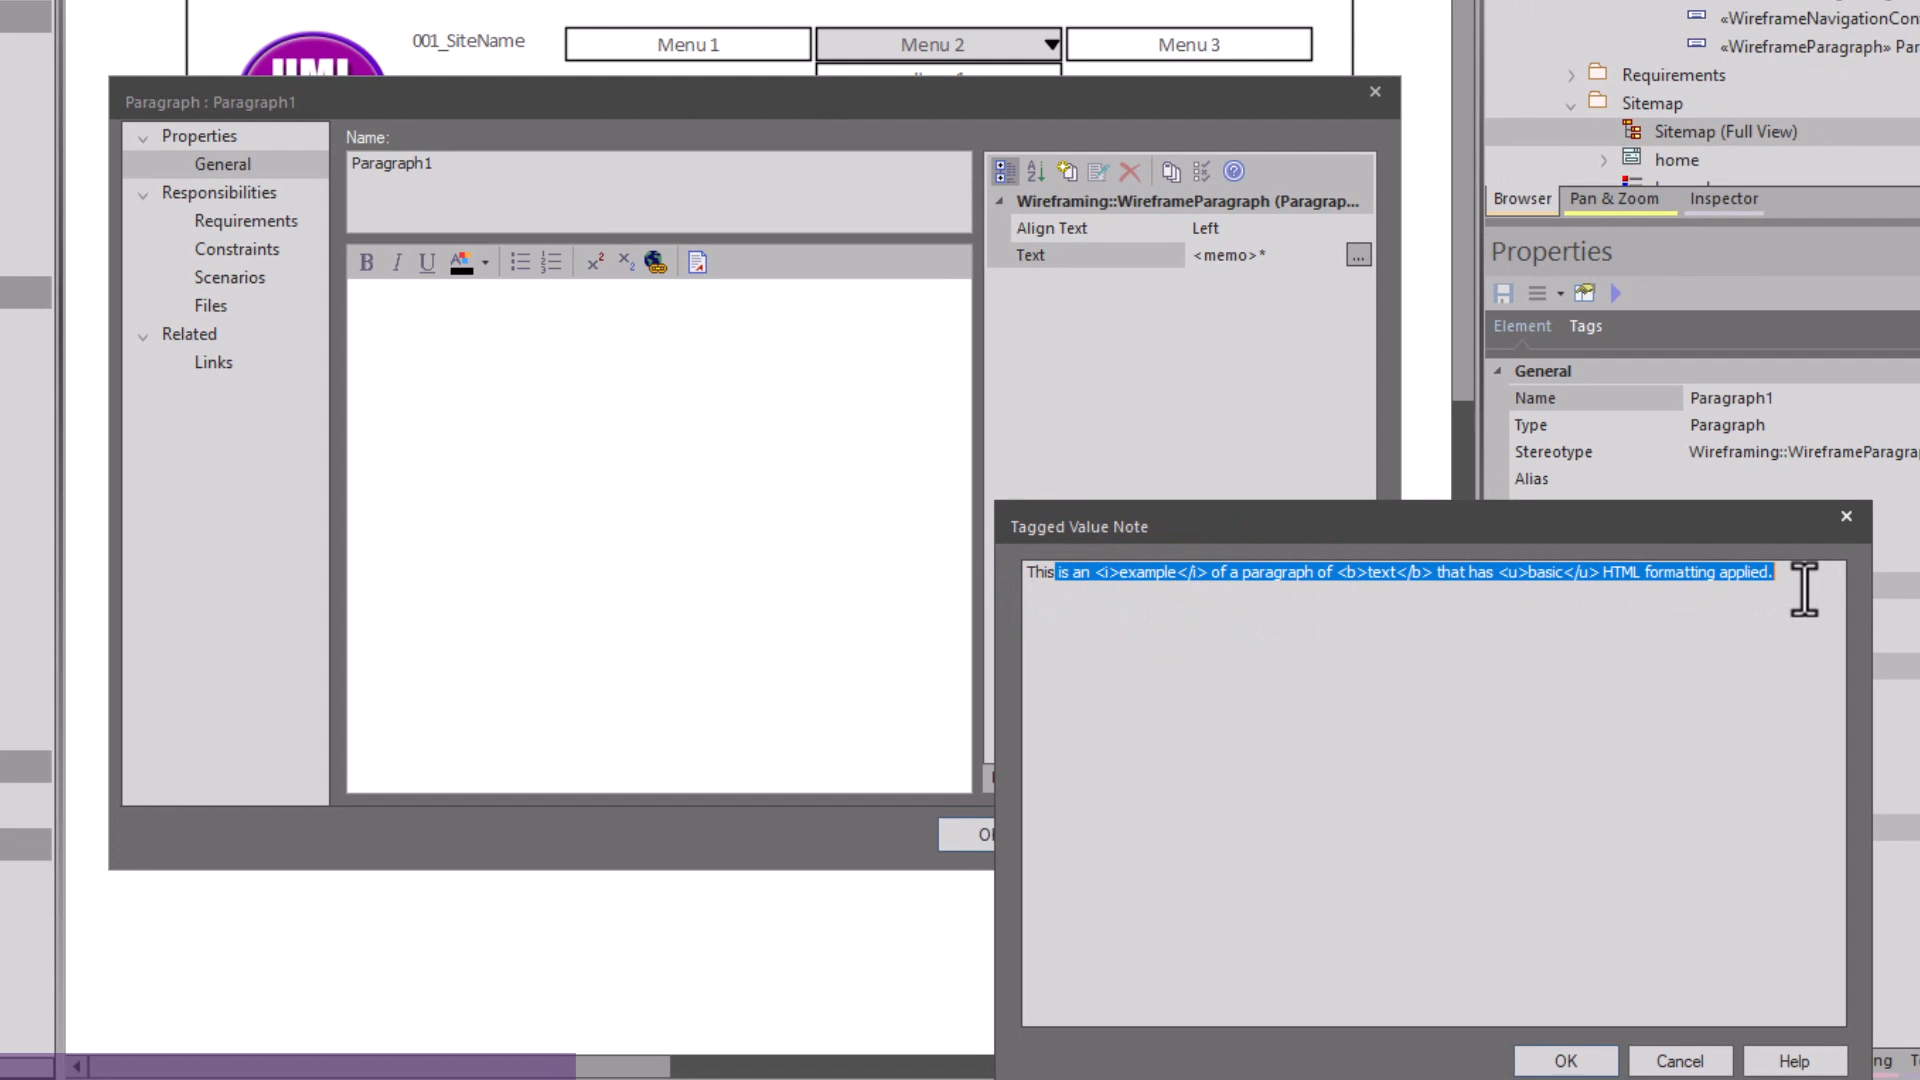 001_SiteName
Menu 1
Menu 2
Menu 3
UML
Paragraph : Paragraph1
Properties
General
Responsibilities
Requirements
Constraints
Scenarios
Files
Related
Links
Name:
Paragraph1
Wireframing::WireframeParagraph (Paragrap...
Align Text Left
Text <memo>*
...
Tagged Value Note
This is an <i>example</i> of a paragraph of <b>text</b> that has <u>basic</u> HTML formatting applied.
OK Cancel Help
«WireframeNavigationCon
«WireframeParagraph» Par
Requirements
Sitemap
Sitemap (Full View)
home
Browser Pan & Zoom Inspector
Properties
Element Tags
General
Name Paragraph1
Type Paragraph
Stereotype Wireframing::WireframeParagra
Alias